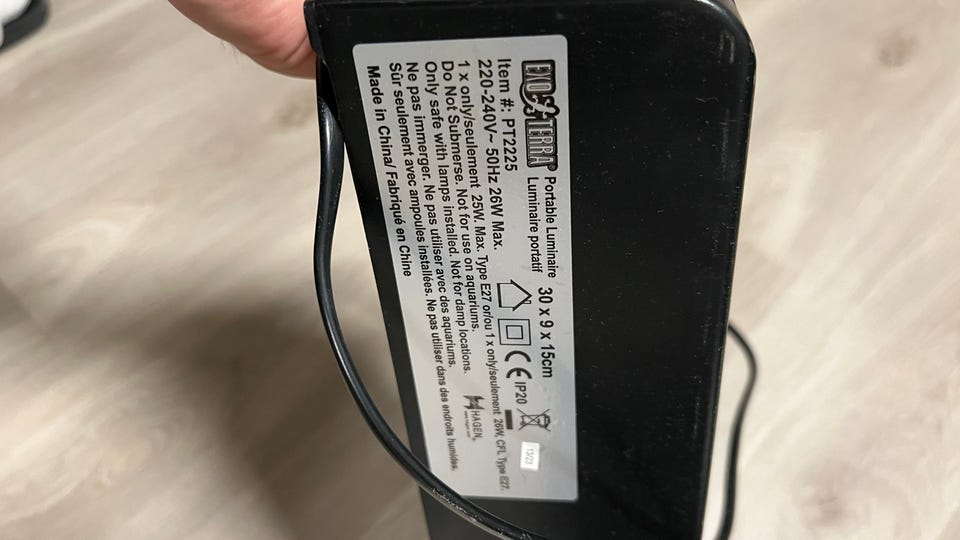 EXO TERRA®
Portable Luminaire 30 x 9 x 15cm
Luminaire portatif
Item #: PT2225
220-240V~ 50Hz 26W Max.
1 x only/seulement 25W. Max. Type E27 or/ou 1 x only/seulement 26W, CFL Type E27.
Do Not Submerse. Not for use on aquariums.
Only safe with lamps installed. Not for damp locations.
Ne pas immerger. Ne pas utiliser avec des aquariums.
Sûr seulement avec ampoules installées. Ne pas utiliser dans des endroits humides.
Made in China/ Fabriqué en Chine
CE IP20
HAGEN®
13/23